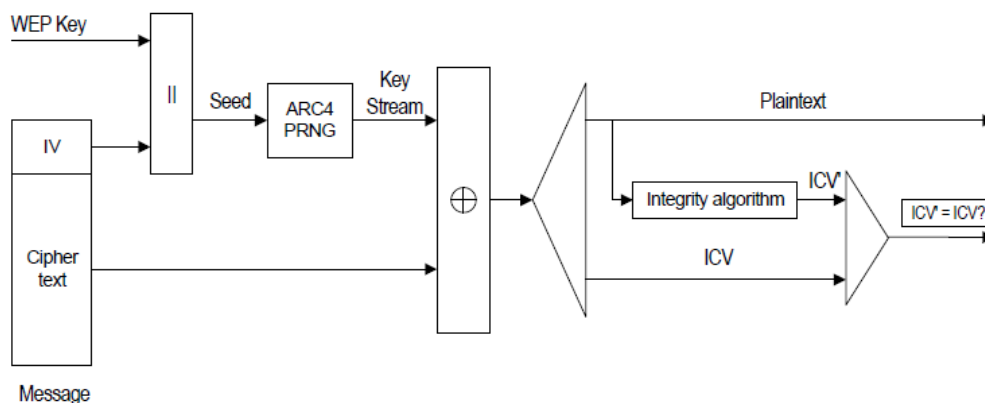 WEP Key
||
Seed
ARC4
PRNG
Key
Stream
Plaintext
IV
Integrity algorithm
ICV'
ICV' = ICV?
Cipher
text
ICV
Message